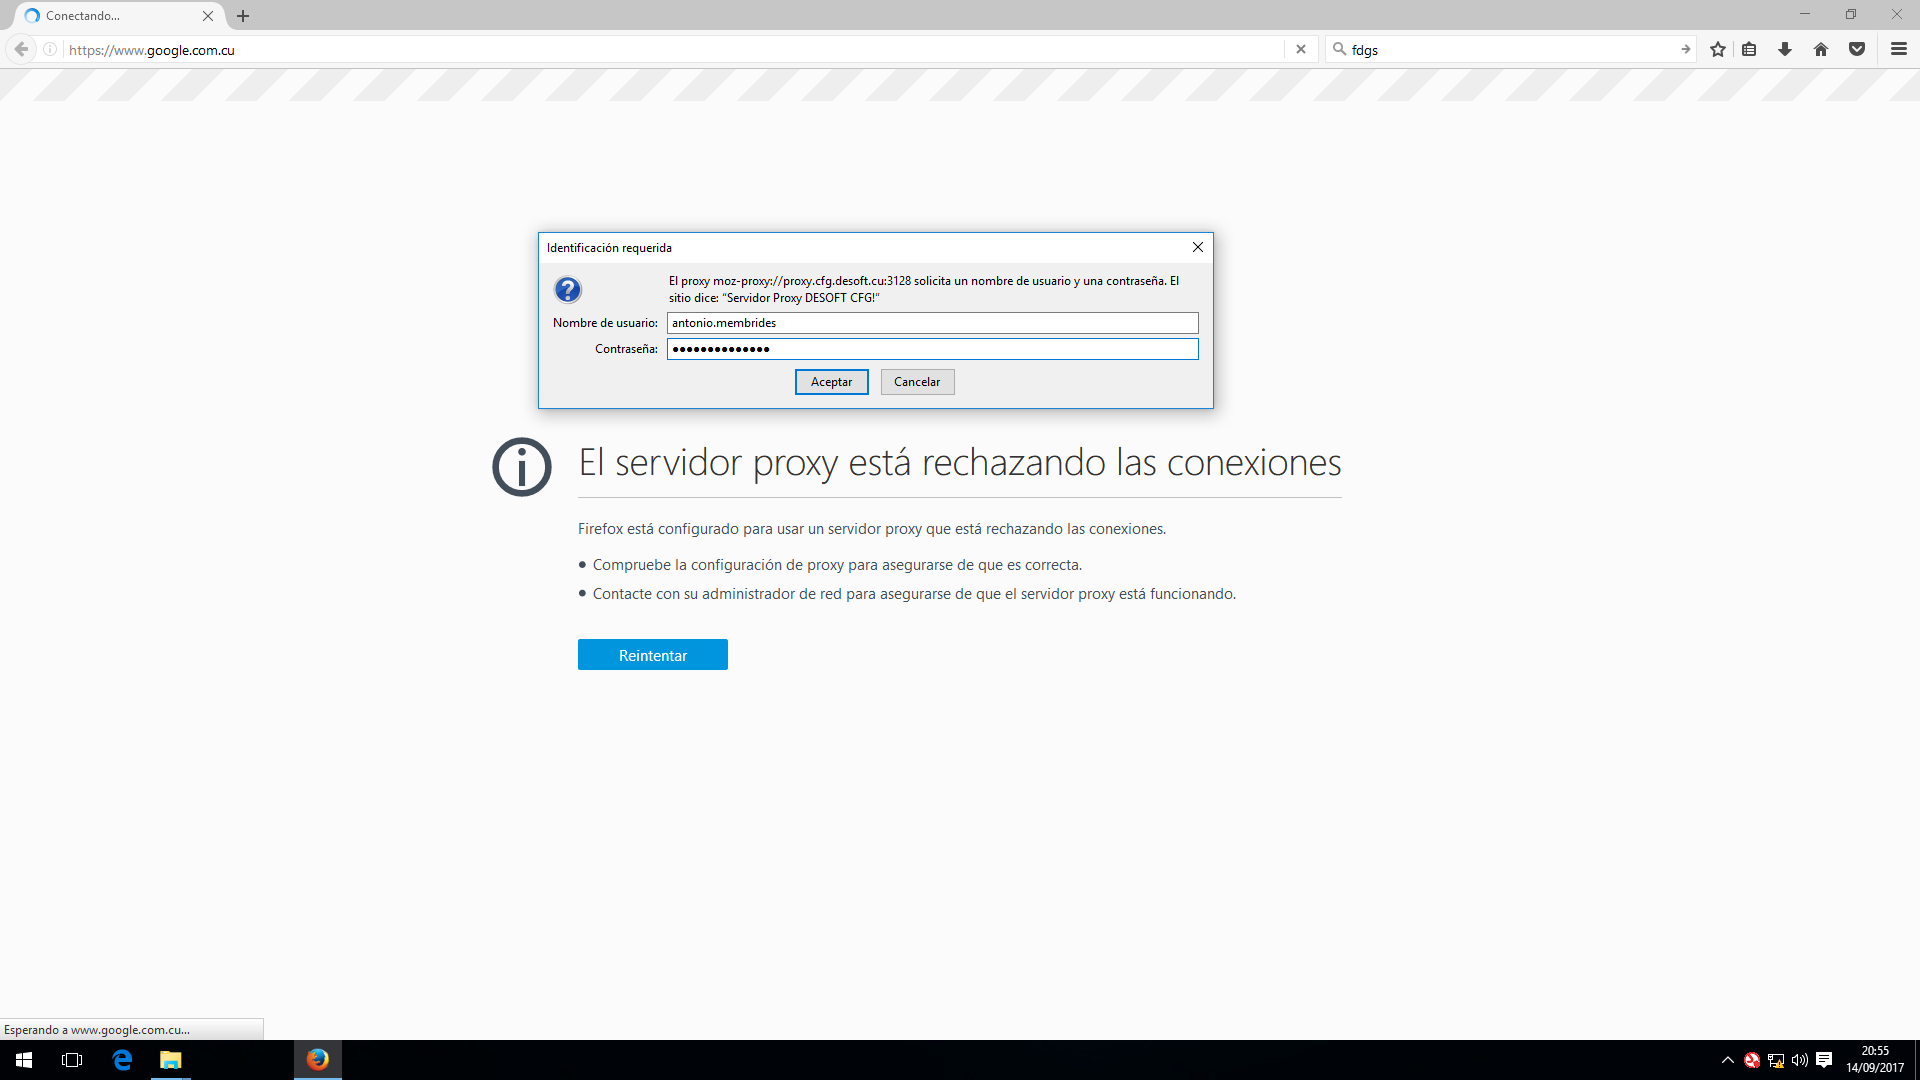 Conectando...
https://www.google.com.cu
fdgs
Identificación requerida
El proxy moz-proxy://proxy.cfg.desoft.cu:3128 solicita un nombre de usuario y una contraseña. El
sitio dice: “Servidor Proxy DESOFT CFG!”
Nombre de usuario: antonio.membrides
Contraseña: ●●●●●●●●●●●●●●
Aceptar
Cancelar
El servidor proxy está rechazando las conexiones
Firefox está configurado para usar un servidor proxy que está rechazando las conexiones.
● Compruebe la configuración de proxy para asegurarse de que es correcta.
● Contacte con su administrador de red para asegurarse de que el servidor proxy está funcionando.
Reintentar
Esperando a www.google.com.cu...
20:55
14/09/2017